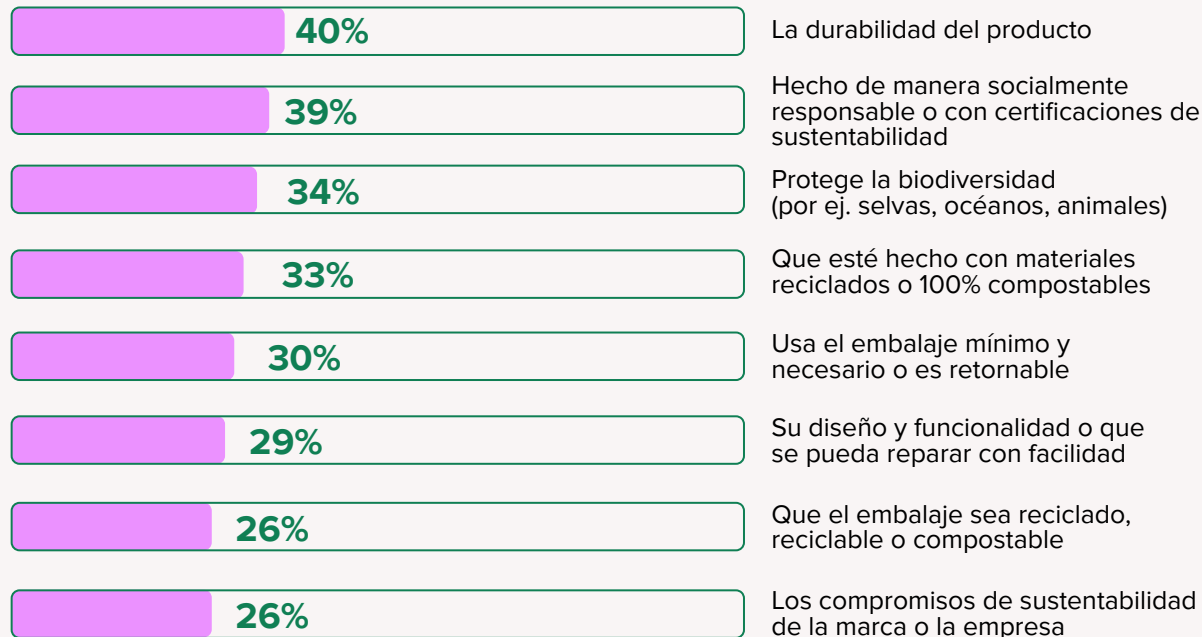 40%
La durabilidad del producto
39%
Hecho de manera socialmente
responsable o con certificaciones de
sustentabilidad
34%
Protege la biodiversidad
(por ej. selvas, océanos, animales)
33%
Que esté hecho con materiales
reciclados o 100% compostables
30%
Usa el embalaje mínimo y
necesario o es retornable
29%
Su diseño y funcionalidad o que
se pueda reparar con facilidad
26%
Que el embalaje sea reciclado,
reciclable o compostable
26%
Los compromisos de sustentabilidad
de la marca o la empresa